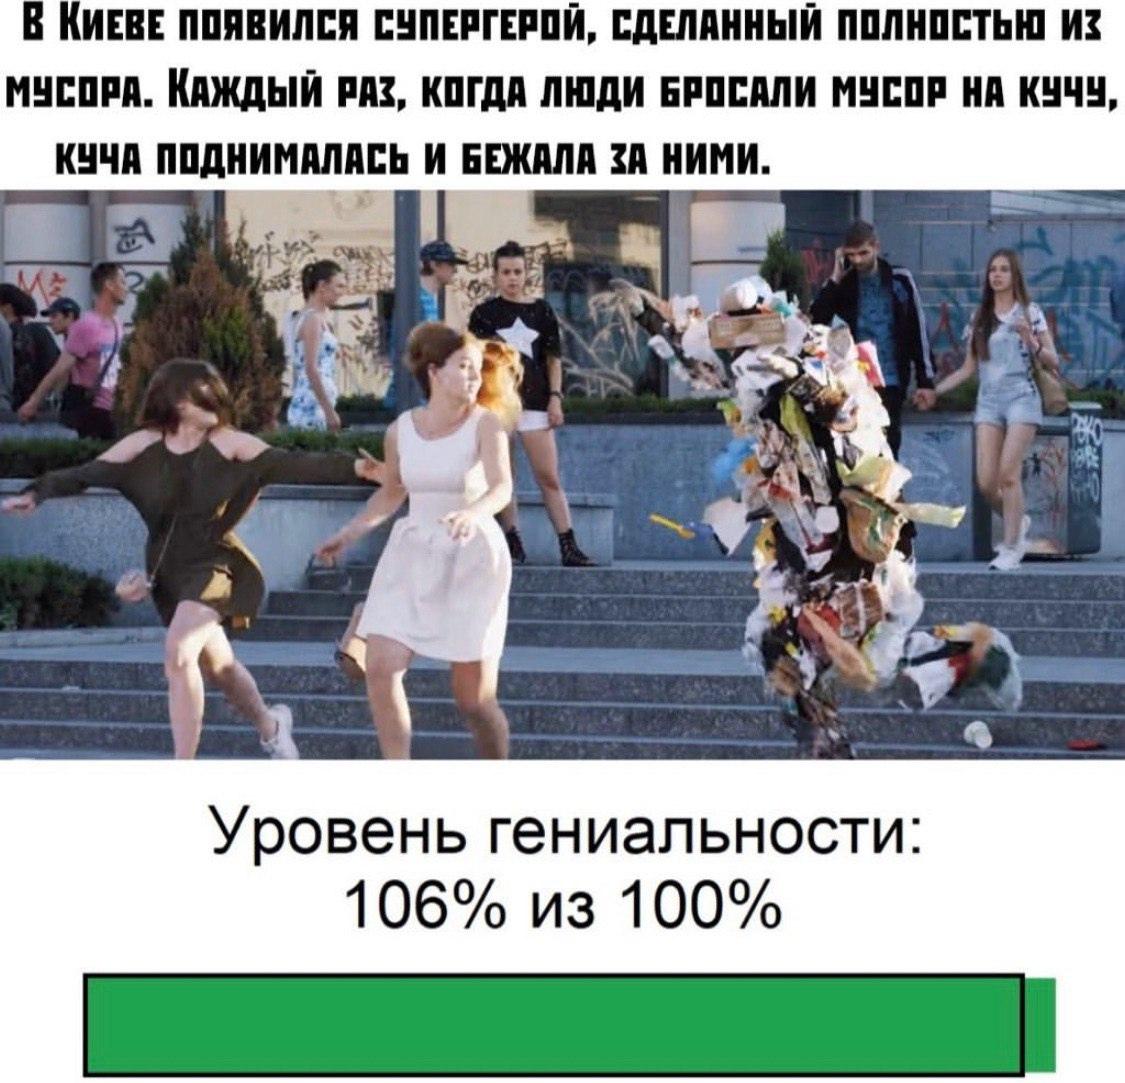 В Киеве появился супергерой, сделанный полностью из
мусора. Каждый раз, когда люди бросали мусор на кучу,
куча поднималась и бежала за ними.
Уровень гениальности:
106% из 100%